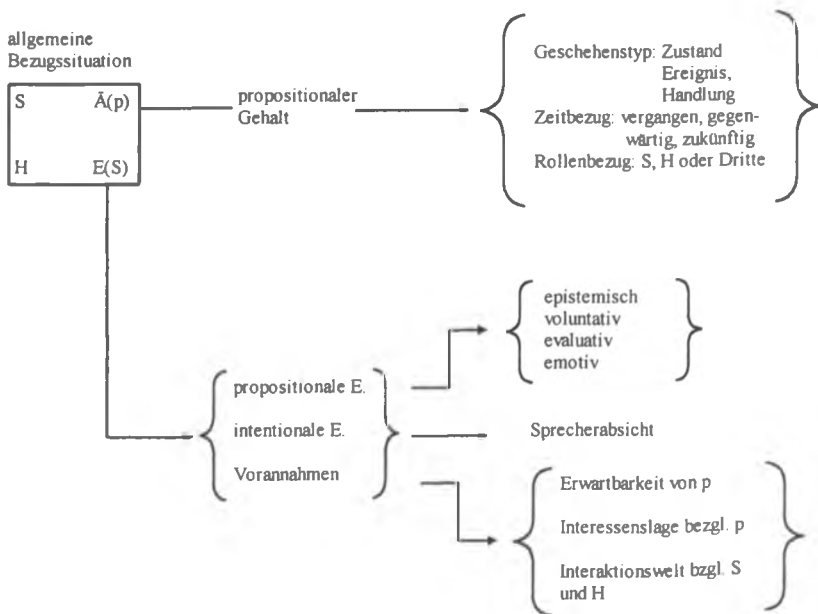 allgemeine
Bezugssituation
S Ä(p)
H E(S)
propositionaler
Gehalt
Geschehenstyp: Zustand
Ereignis,
Handlung
Zeitbezug: vergangen, gegen-
wärtig, zukünftig
Rollenbezug: S, H oder Dritte
propositionale E.
intentionale E.
Vorannahmen
epistemisch
voluntativ
evaluativ
emotiv
Sprecherabsicht
Erwartbarkeit von p
Interessenslage bezgl. p
Interaktionswelt bzgl. S
und H